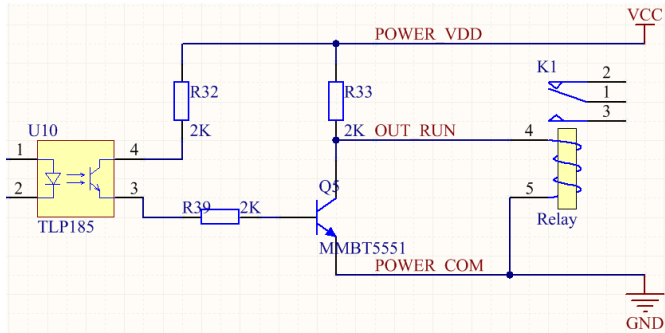 VCC
POWER_VDD
K1
R32
R33
2
1
3
2K
2K
OUT_RUN
4
U10
1
4
2
3
TLP185
R39
2K
Q5
5
Relay
MMBT5551
POWER_COM
GND